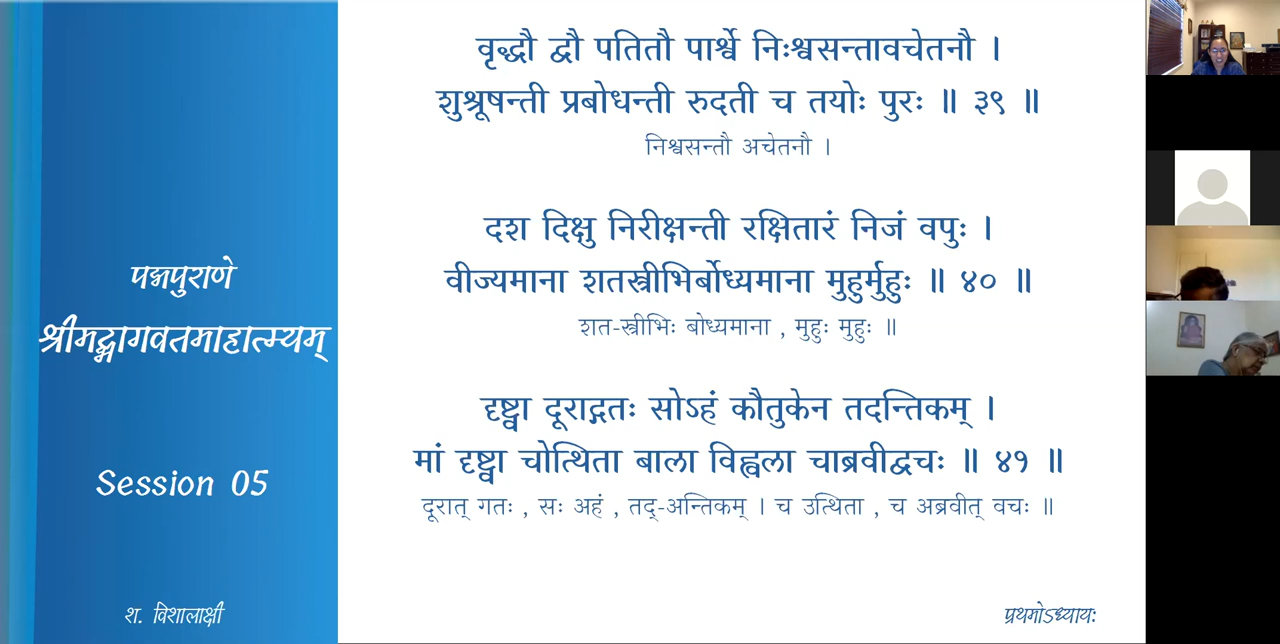 पद्मपुराणे
श्रीमद्भागवतमाहात्म्यम्
Session 05
श. विशालाक्षी
वृद्धौ द्वौ पतितौ पार्श्वे निःश्वसन्तावचेतनौ ।
शुश्रूषन्ती प्रबोधन्ती रुदती च तयोः पुरः ॥ ३९ ॥
निश्वसन्तौ अचेतनौ ।
दश दिक्षु निरीक्षन्ती रक्षितारं निजं वपुः ।
वीज्यमाना शतस्त्रीभिर्बोध्यमाना मुहुर्मुहुः ॥ ४० ॥
शत-स्त्रीभिः बोध्यमाना , मुहुः मुहुः ॥
दृष्ट्वा दूराद्गतः सोऽहं कौतुकेन तदन्तिकम् ।
मां दृष्ट्वा चोत्थिता बाला विह्वला चाब्रवीद्वचः ॥ ४१ ॥
दूरात् गतः , सः अहं , तद्-अन्तिकम् । च उत्थिता , च अब्रवीत् वचः ॥
प्रथमोऽध्यायः